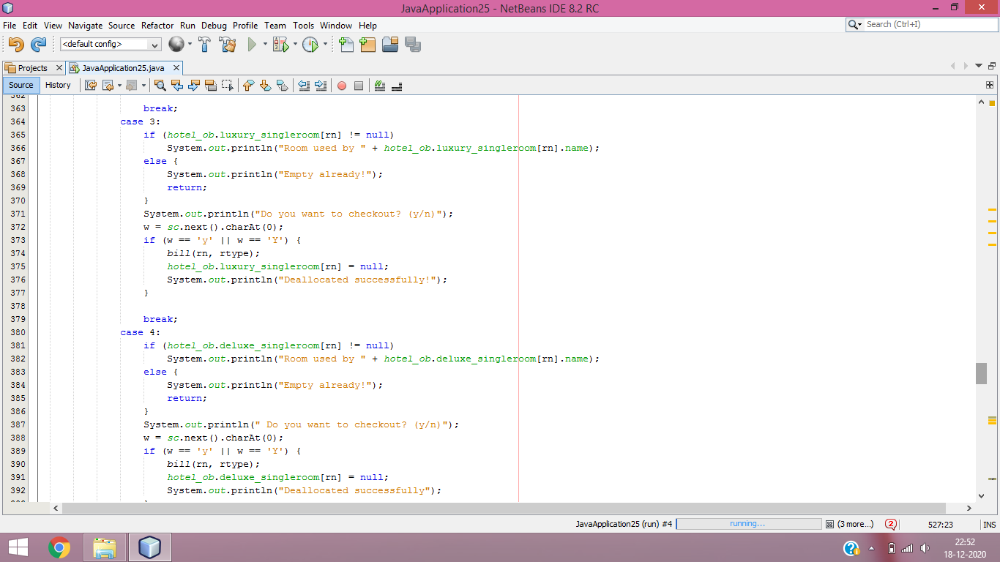 JavaApplication25 - NetBeans IDE 8.2 RC
File Edit View Navigate Source Refactor Run Debug Profile Team Tools Window Help
Search (Ctrl+I)
<default config>
Projects JavaApplication25.java
Source History
362
363 break;
364 case 3:
365 if (hotel_ob.luxury_singleroom[rn] != null)
366 System.out.println("Room used by " + hotel_ob.luxury_singleroom[rn].name);
367 else {
368 System.out.println("Empty already!");
369 return;
370 }
371 System.out.println("Do you want to checkout? (y/n)");
372 w = sc.next().charAt(0);
373 if (w == 'y' || w == 'Y') {
374 bill(rn, rtype);
375 hotel_ob.luxury_singleroom[rn] = null;
376 System.out.println("Deallocated successfully!");
377 }
378
379 break;
380 case 4:
381 if (hotel_ob.deluxe_singleroom[rn] != null)
382 System.out.println("Room used by " + hotel_ob.deluxe_singleroom[rn].name);
383 else {
384 System.out.println("Empty already!");
385 return;
386 }
387 System.out.println(" Do you want to checkout? (y/n)");
388 w = sc.next().charAt(0);
389 if (w == 'y' || w == 'Y') {
390 bill(rn, rtype);
391 hotel_ob.deluxe_singleroom[rn] = null;
392 System.out.println("Deallocated successfully");
JavaApplication25 (run) #4 running... (3 more...) 2 527:23 INS
22:52
18-12-2020